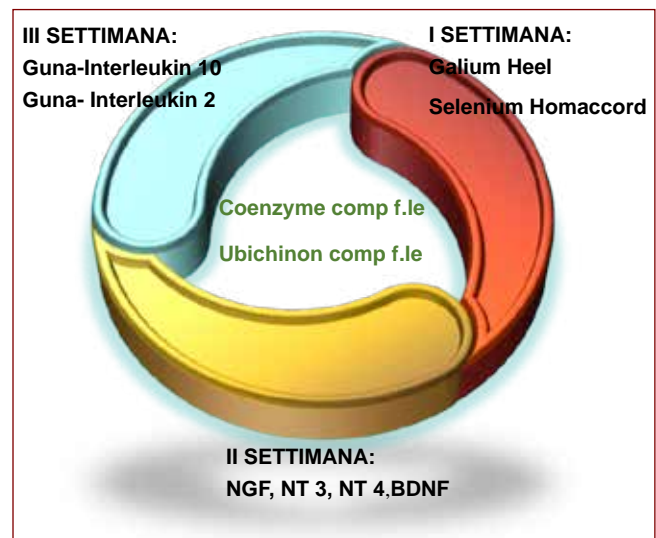 III SETTIMANA:
Guna-Interleukin 10
Guna- Interleukin 2
I SETTIMANA:
Galium Heel
Selenium Homaccord
Coenzyme comp f.le
Ubichinon comp f.le
II SETTIMANA:
NGF, NT 3, NT 4,BDNF